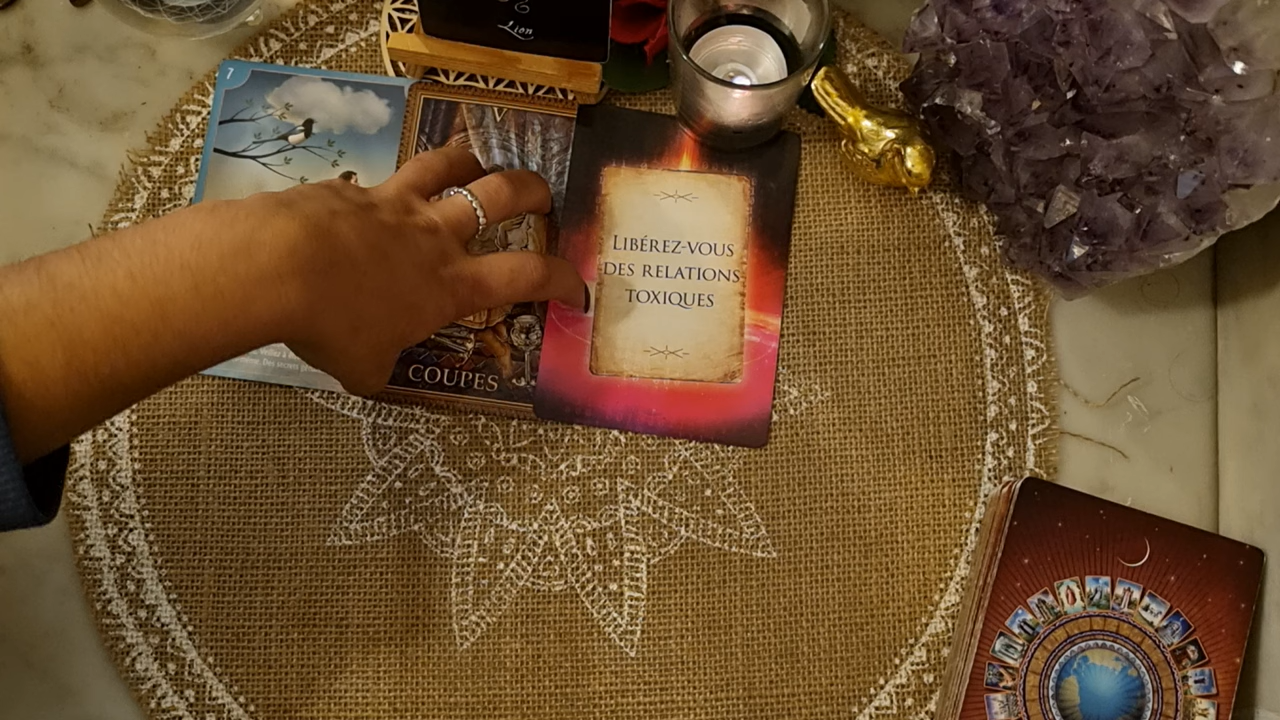 Lion
7
V
COUPES
LIBÉREZ-VOUS
DES RELATIONS
TOXIQUES